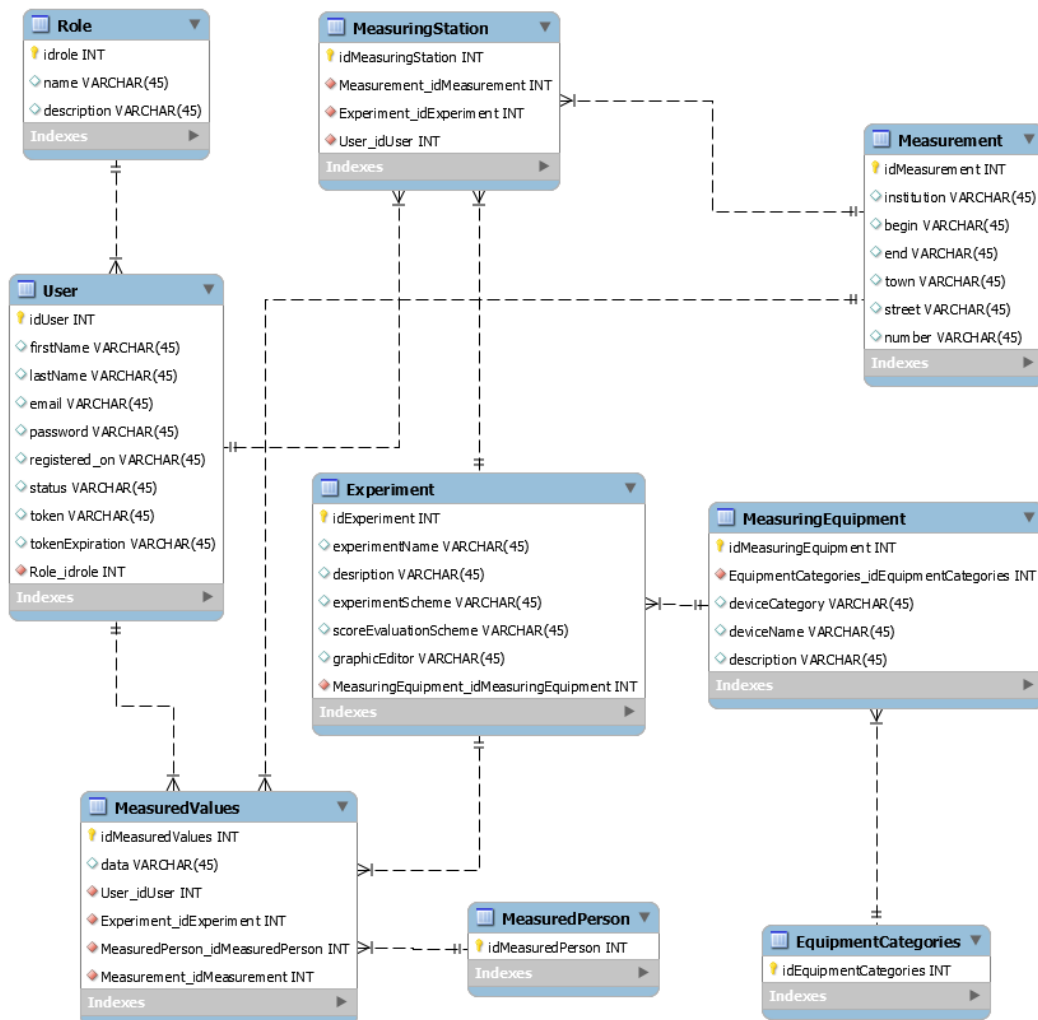 Role
idrole INT
name VARCHAR(45)
description VARCHAR(45)
Indexes
MeasuringStation
idMeasuringStation INT
Measurement_idMeasurement INT
Experiment_idExperiment INT
User_idUser INT
Indexes
Measurement
idMeasurement INT
institution VARCHAR(45)
begin VARCHAR(45)
end VARCHAR(45)
town VARCHAR(45)
street VARCHAR(45)
number VARCHAR(45)
Indexes
User
idUser INT
firstName VARCHAR(45)
lastName VARCHAR(45)
email VARCHAR(45)
password VARCHAR(45)
registered_on VARCHAR(45)
status VARCHAR(45)
token VARCHAR(45)
tokenExpiration VARCHAR(45)
Role_idrole INT
Indexes
Experiment
idExperiment INT
experimentName VARCHAR(45)
desription VARCHAR(45)
experimentScheme VARCHAR(45)
scoreEvaluationScheme VARCHAR(45)
graphicEditor VARCHAR(45)
MeasuringEquipment_idMeasuringEquipment INT
Indexes
MeasuringEquipment
idMeasuringEquipment INT
EquipmentCategories_idEquipmentCategories INT
deviceCategory VARCHAR(45)
deviceName VARCHAR(45)
description VARCHAR(45)
Indexes
MeasuredValues
idMeasuredValues INT
data VARCHAR(45)
User_idUser INT
Experiment_idExperiment INT
MeasuredPerson_idMeasuredPerson INT
Measurement_idMeasurement INT
Indexes
MeasuredPerson
idMeasuredPerson INT
Indexes
EquipmentCategories
idEquipmentCategories INT
Indexes